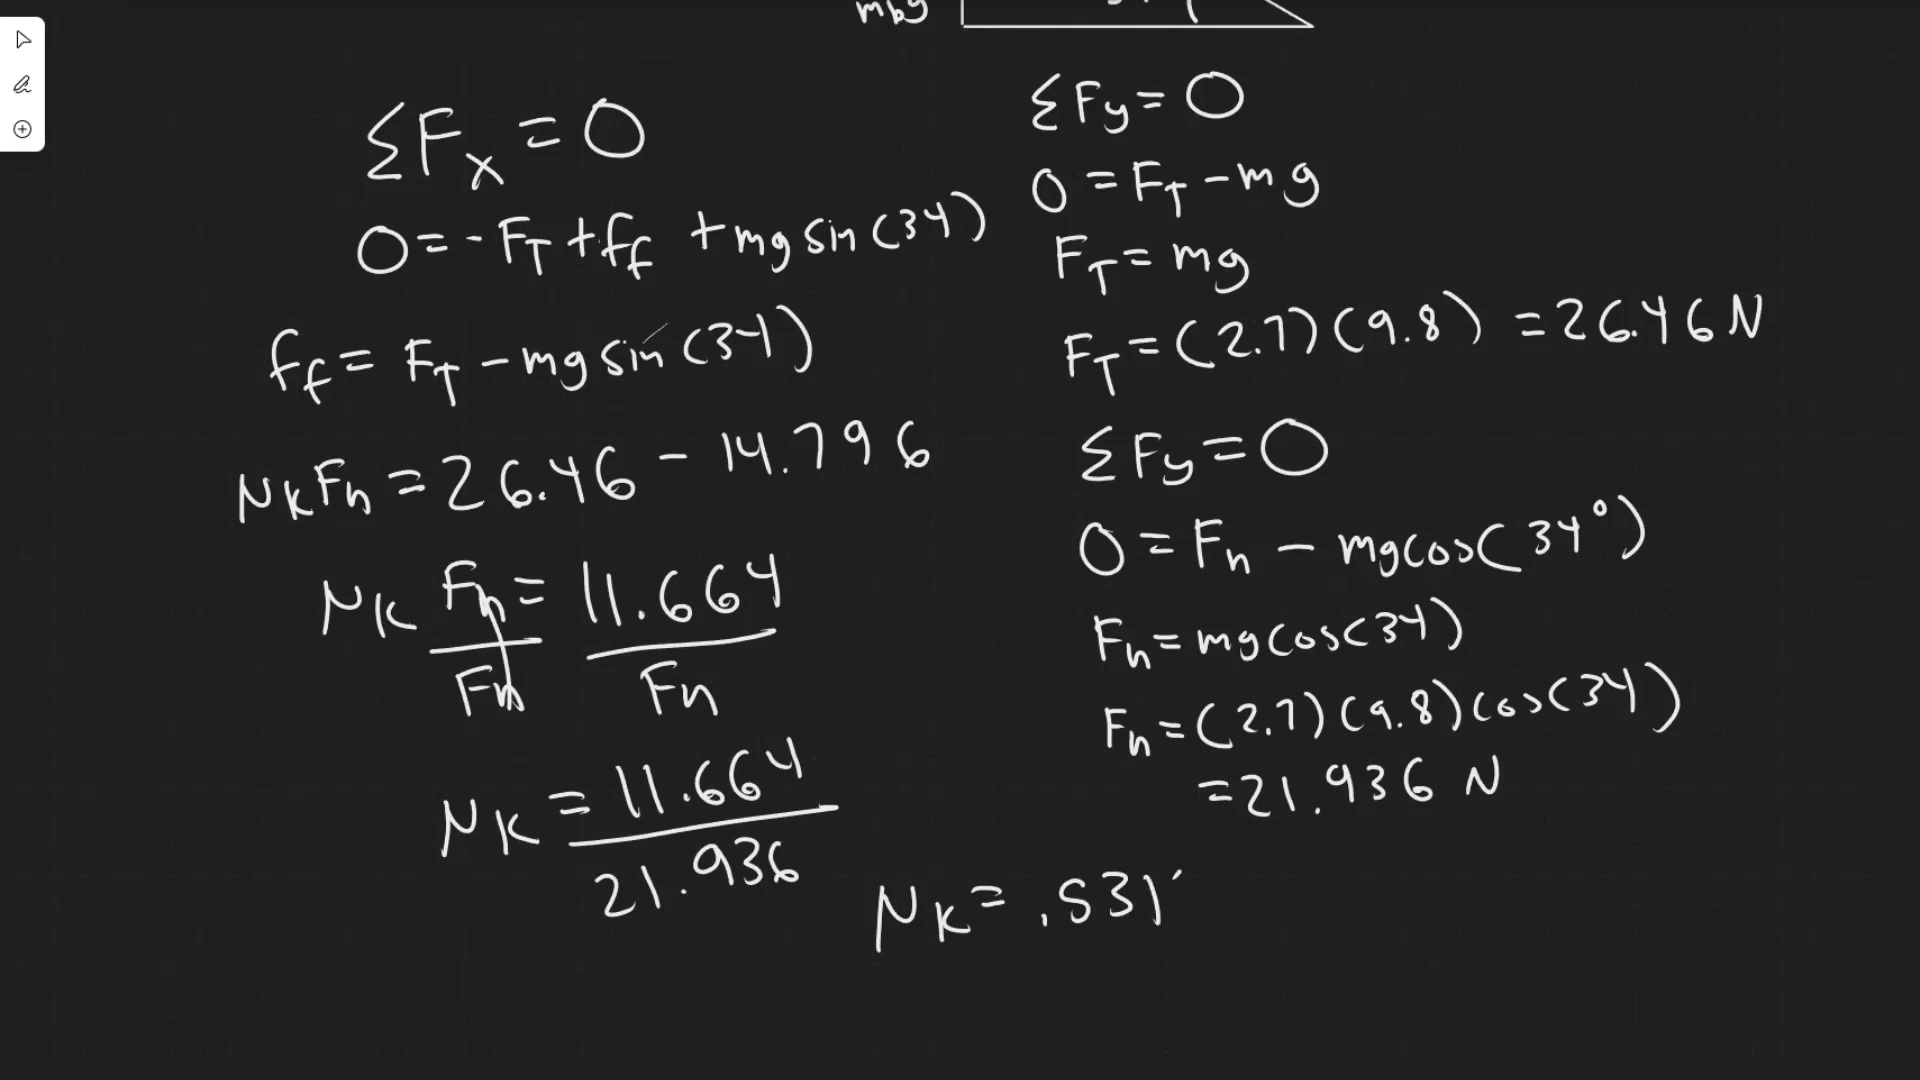 mbg
ΣFx = 0
0 = -FT + ff + mg sin(34)
ff = FT - mg sin(34)
μkFn = 26.46 - 14.796
μk Fn = 11.664
Fn Fn
μk = 11.664
21.936
μk = .531
ΣFy = 0
0 = FT - mg
FT = mg
FT = (2.7)(9.8) = 26.46 N
ΣFy = 0
0 = Fn - mgcos(34°)
Fn = mgcos(34)
Fn = (2.7)(9.8)cos(34)
= 21.936 N